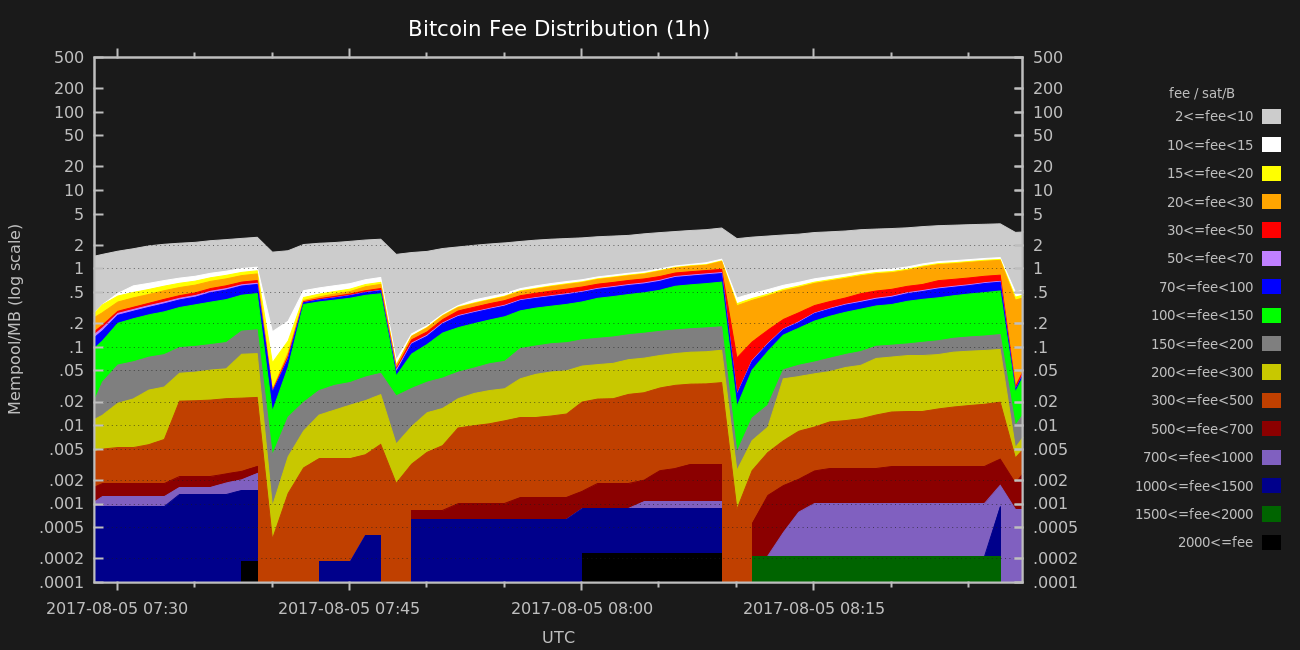 Bitcoin Fee Distribution (1h)
500 500
200 200
100 100
50 50
20 20
10 10
5 5
2 2
1 1
.5 .5
.2 .2
.1 .1
.05 .05
.02 .02
.01 .01
.005 .005
.002 .002
.001 .001
.0005 .0005
.0002 .0002
.0001 .0001
Mempool/MB (log scale)
2017-08-05 07:30 2017-08-05 07:45 2017-08-05 08:00 2017-08-05 08:15
UTC
fee / sat/B
2<=fee<10
10<=fee<15
15<=fee<20
20<=fee<30
30<=fee<50
50<=fee<70
70<=fee<100
100<=fee<150
150<=fee<200
200<=fee<300
300<=fee<500
500<=fee<700
700<=fee<1000
1000<=fee<1500
1500<=fee<2000
2000<=fee